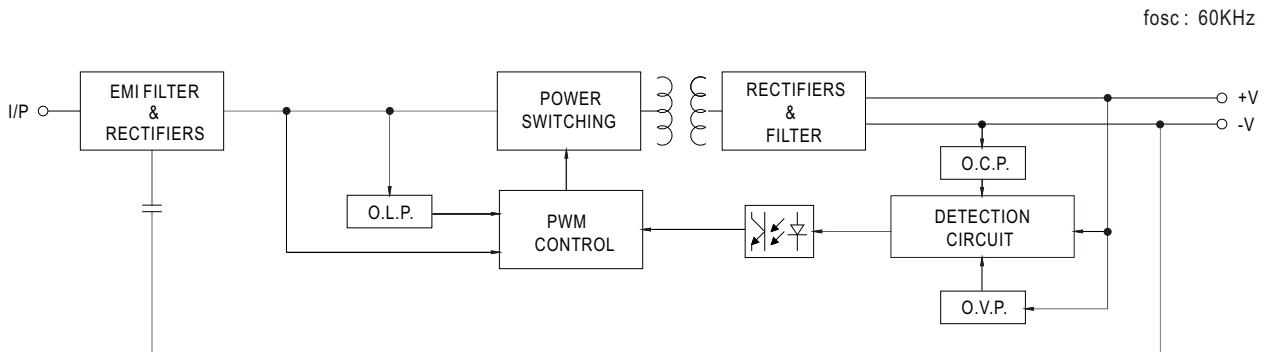 fosc : 60KHz
I/P
EMI FILTER
&
RECTIFIERS
POWER
SWITCHING
RECTIFIERS
&
FILTER
+V
-V
O.C.P.
O.L.P.
PWM
CONTROL
DETECTION
CIRCUIT
O.V.P.